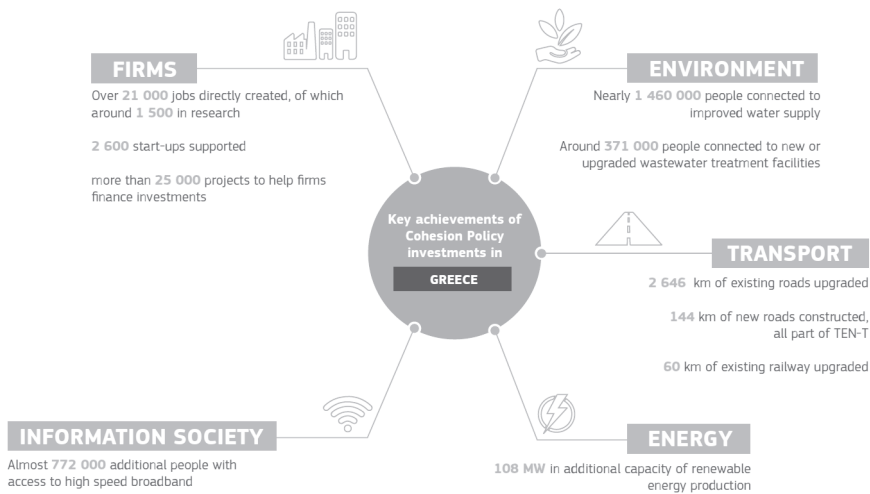 FIRMS
Over 21 000 jobs directly created, of which
around 1 500 in research
2 600 start-ups supported
more than 25 000 projects to help firms
finance investments
ENVIRONMENT
Nearly 1 460 000 people connected to
improved water supply
Around 371 000 people connected to new or
upgraded wastewater treatment facilities
Key achievements of
Cohesion Policy
investments in
GREECE
TRANSPORT
2 646 km of existing roads upgraded
144 km of new roads constructed,
all part of TEN-T
60 km of existing railway upgraded
INFORMATION SOCIETY
Almost 772 000 additional people with
access to high speed broadband
ENERGY
108 MW in additional capacity of renewable
energy production